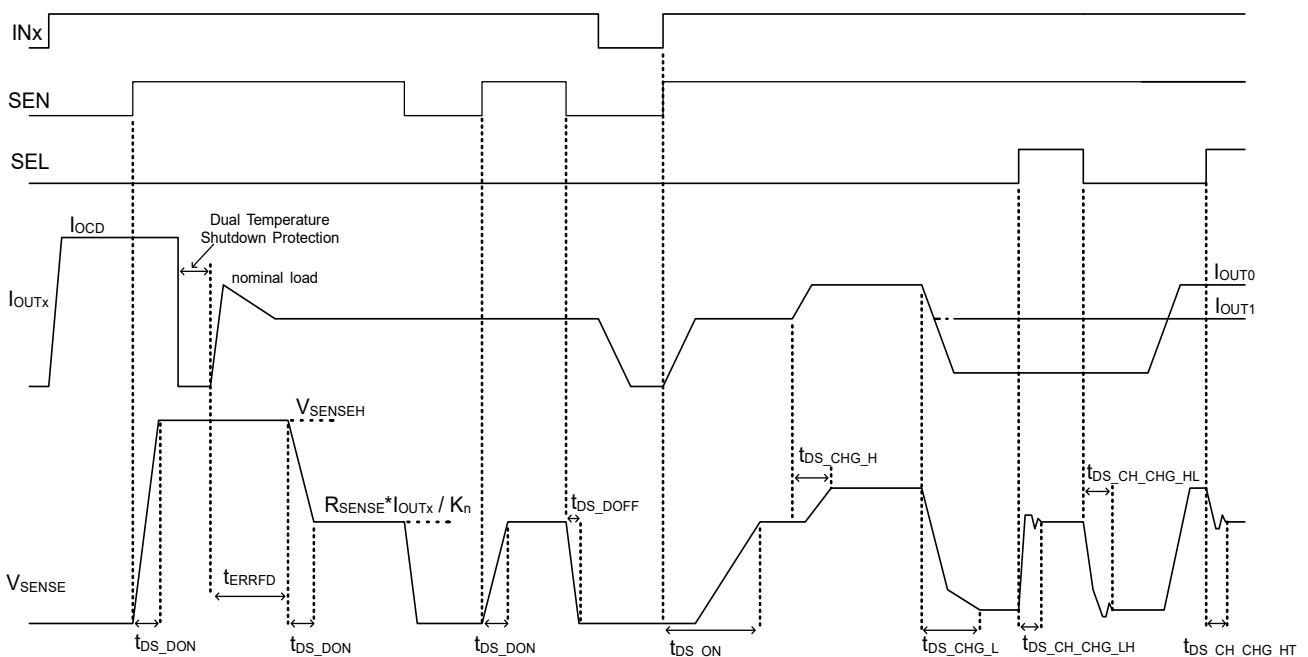 INx
SEN
SEL
IOCD
Dual Temperature
Shutdown Protection
nominal load
IOUTx
IOUT0
IOUT1
VSENSEH
tDS_CHG_H
tDS_CH_CHG_HL
RSENSE*IOUTx / Kn
tDS_DOFF
VSENSE
tERRFD
tDS_DON
tDS_DON
tDS_DON
tDS_ON
tDS_CHG_L
tDS_CH_CHG_LH
tDS_CH_CHG_HT